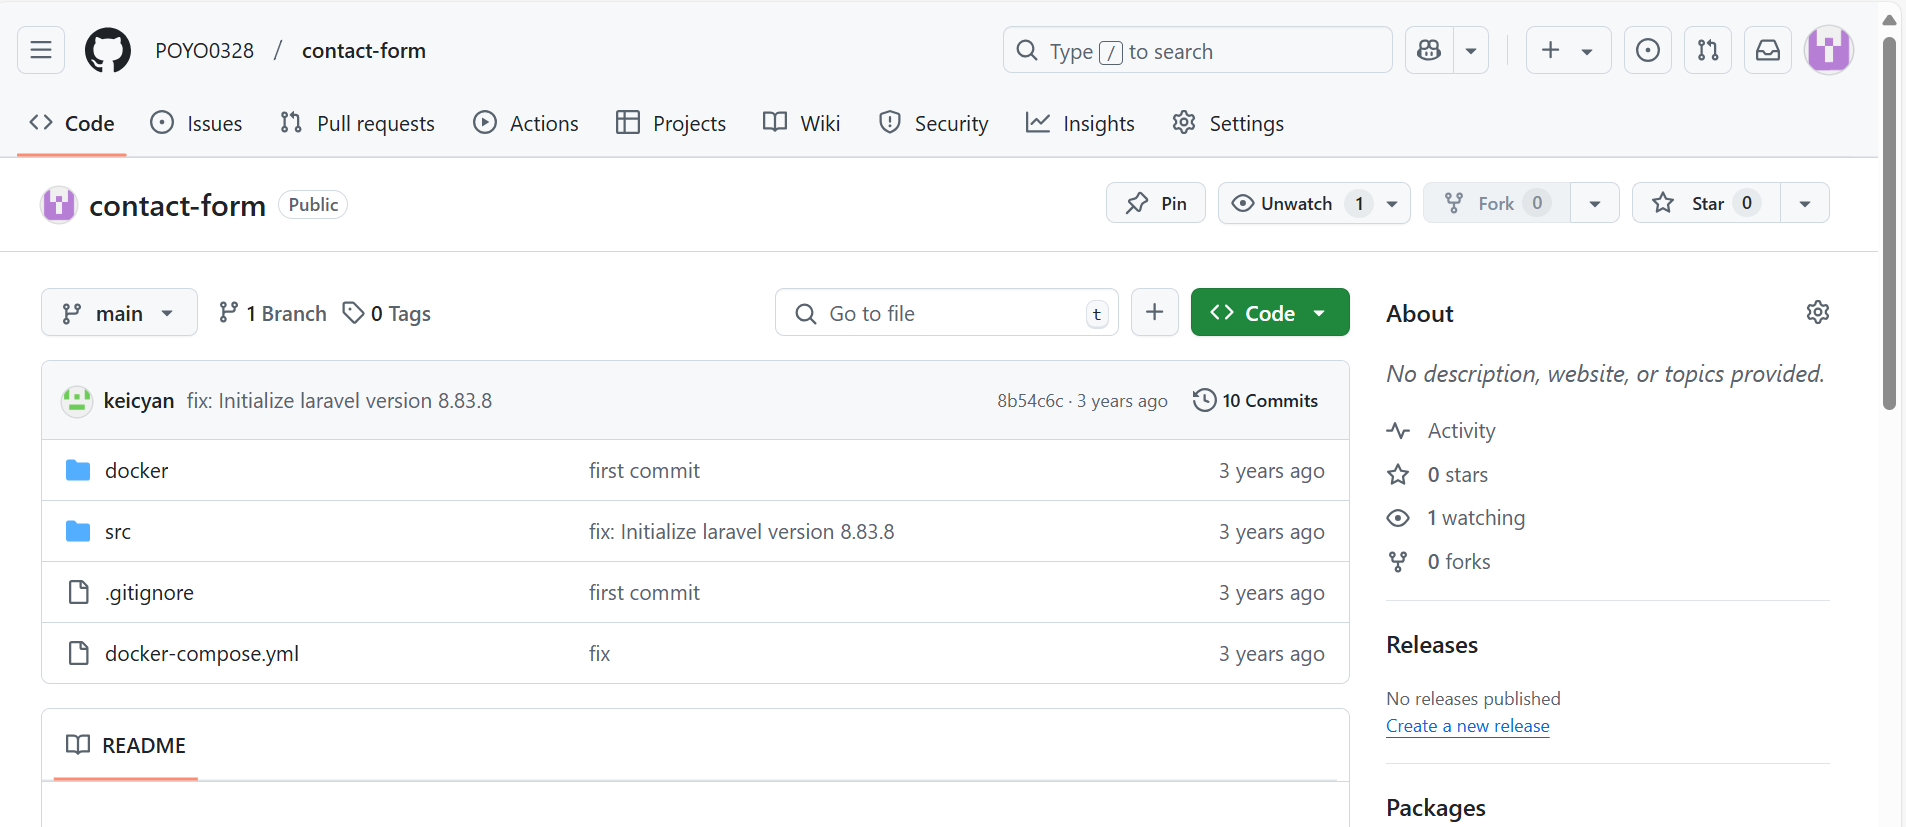 POYO0328 / contact-form
Type / to search
Code Issues Pull requests Actions Projects Wiki Security Insights Settings
contact-form Public
Pin Unwatch 1 Fork 0 Star 0
main 1 Branch 0 Tags
Go to file t
Code
keicyan fix: Initialize laravel version 8.83.8 8b54c6c · 3 years ago 10 Commits
docker first commit 3 years ago
src fix: Initialize laravel version 8.83.8 3 years ago
.gitignore first commit 3 years ago
docker-compose.yml fix 3 years ago
README
About
No description, website, or topics provided.
Activity
0 stars
1 watching
0 forks
Releases
No releases published
Create a new release
Packages